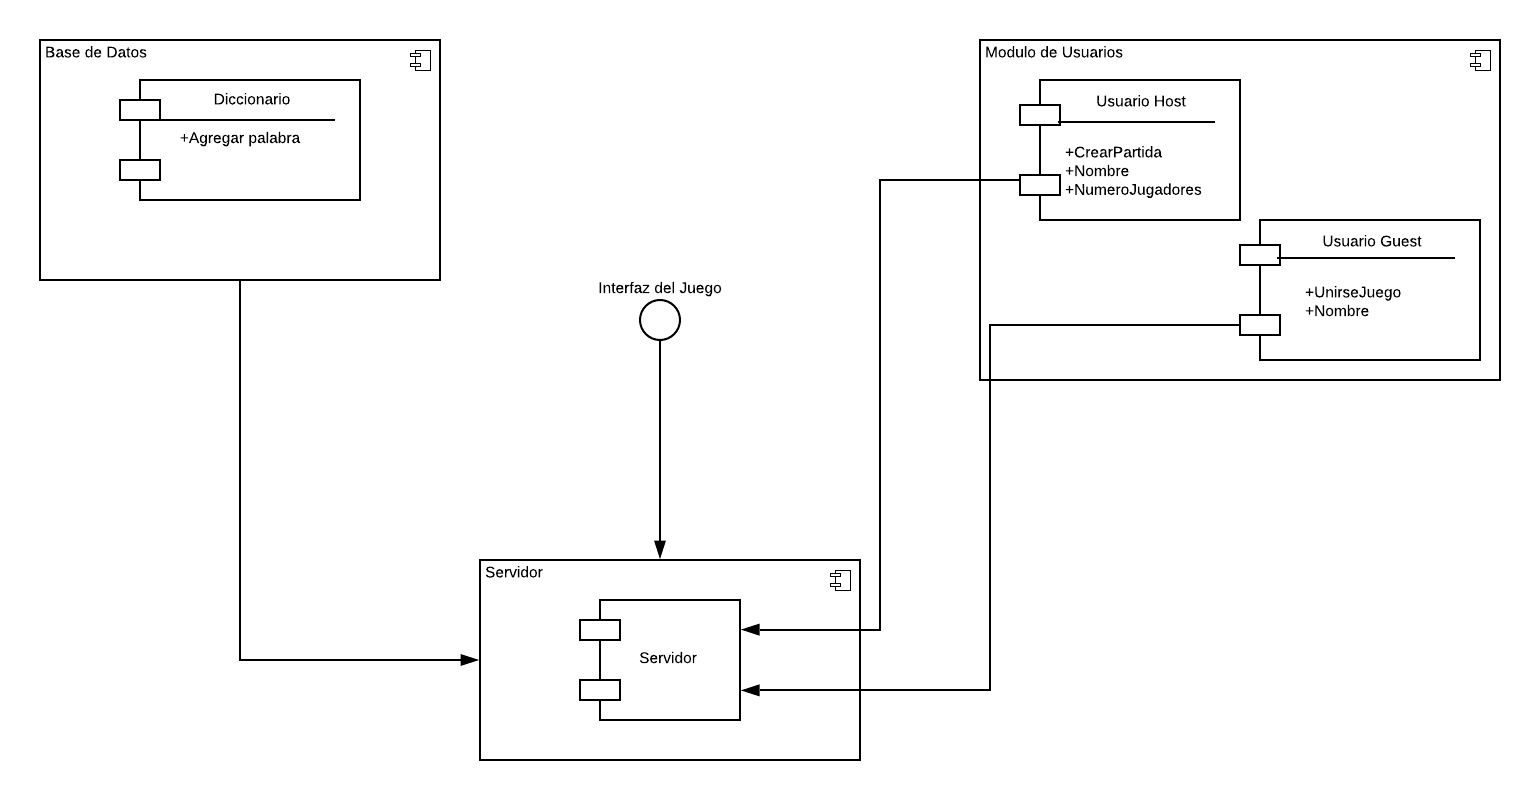 Base de Datos
Diccionario
+Agregar palabra
Modulo de Usuarios
Usuario Host
+CrearPartida
+Nombre
+NumeroJugadores
Usuario Guest
+UnirseJuego
+Nombre
Interfaz del Juego
Servidor
Servidor